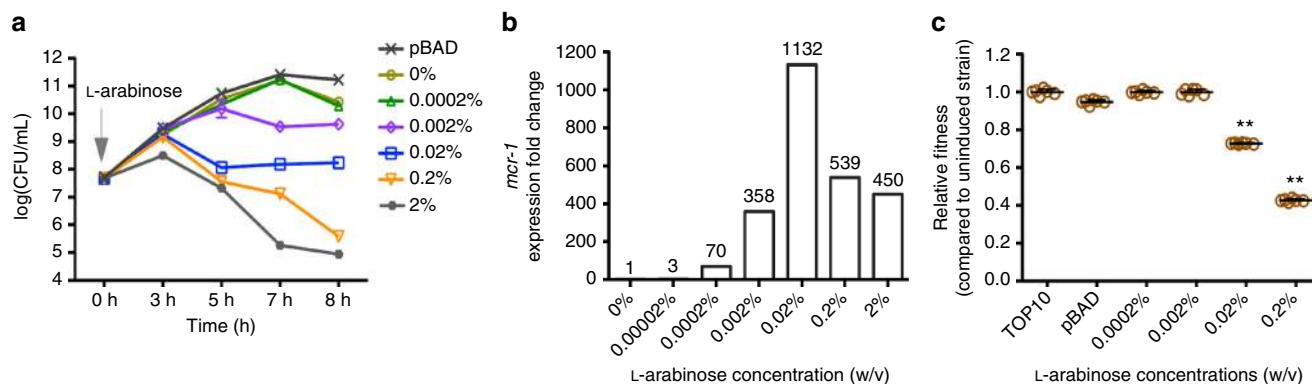 a
12
11
10
9
8
7
6
5
4
log(CFU/mL)
L-arabinose
0 h
3 h
5 h
7 h
8 h
Time (h)
pBAD
0%
0.0002%
0.002%
0.02%
0.2%
2%
b
mcr-1
expression fold change
1200
1000
800
600
400
200
0
1
3
70
358
1132
539
450
0%
0.00002%
0.0002%
0.002%
0.02%
0.2%
2%
L-arabinose concentration (w/v)
c
Relative fitness
(compared to uninduced strain)
1.2
1.0
0.8
0.6
0.4
0.2
0.0
**
**
TOP10
pBAD
0.0002%
0.002%
0.02%
0.2%
L-arabinose concentrations (w/v)